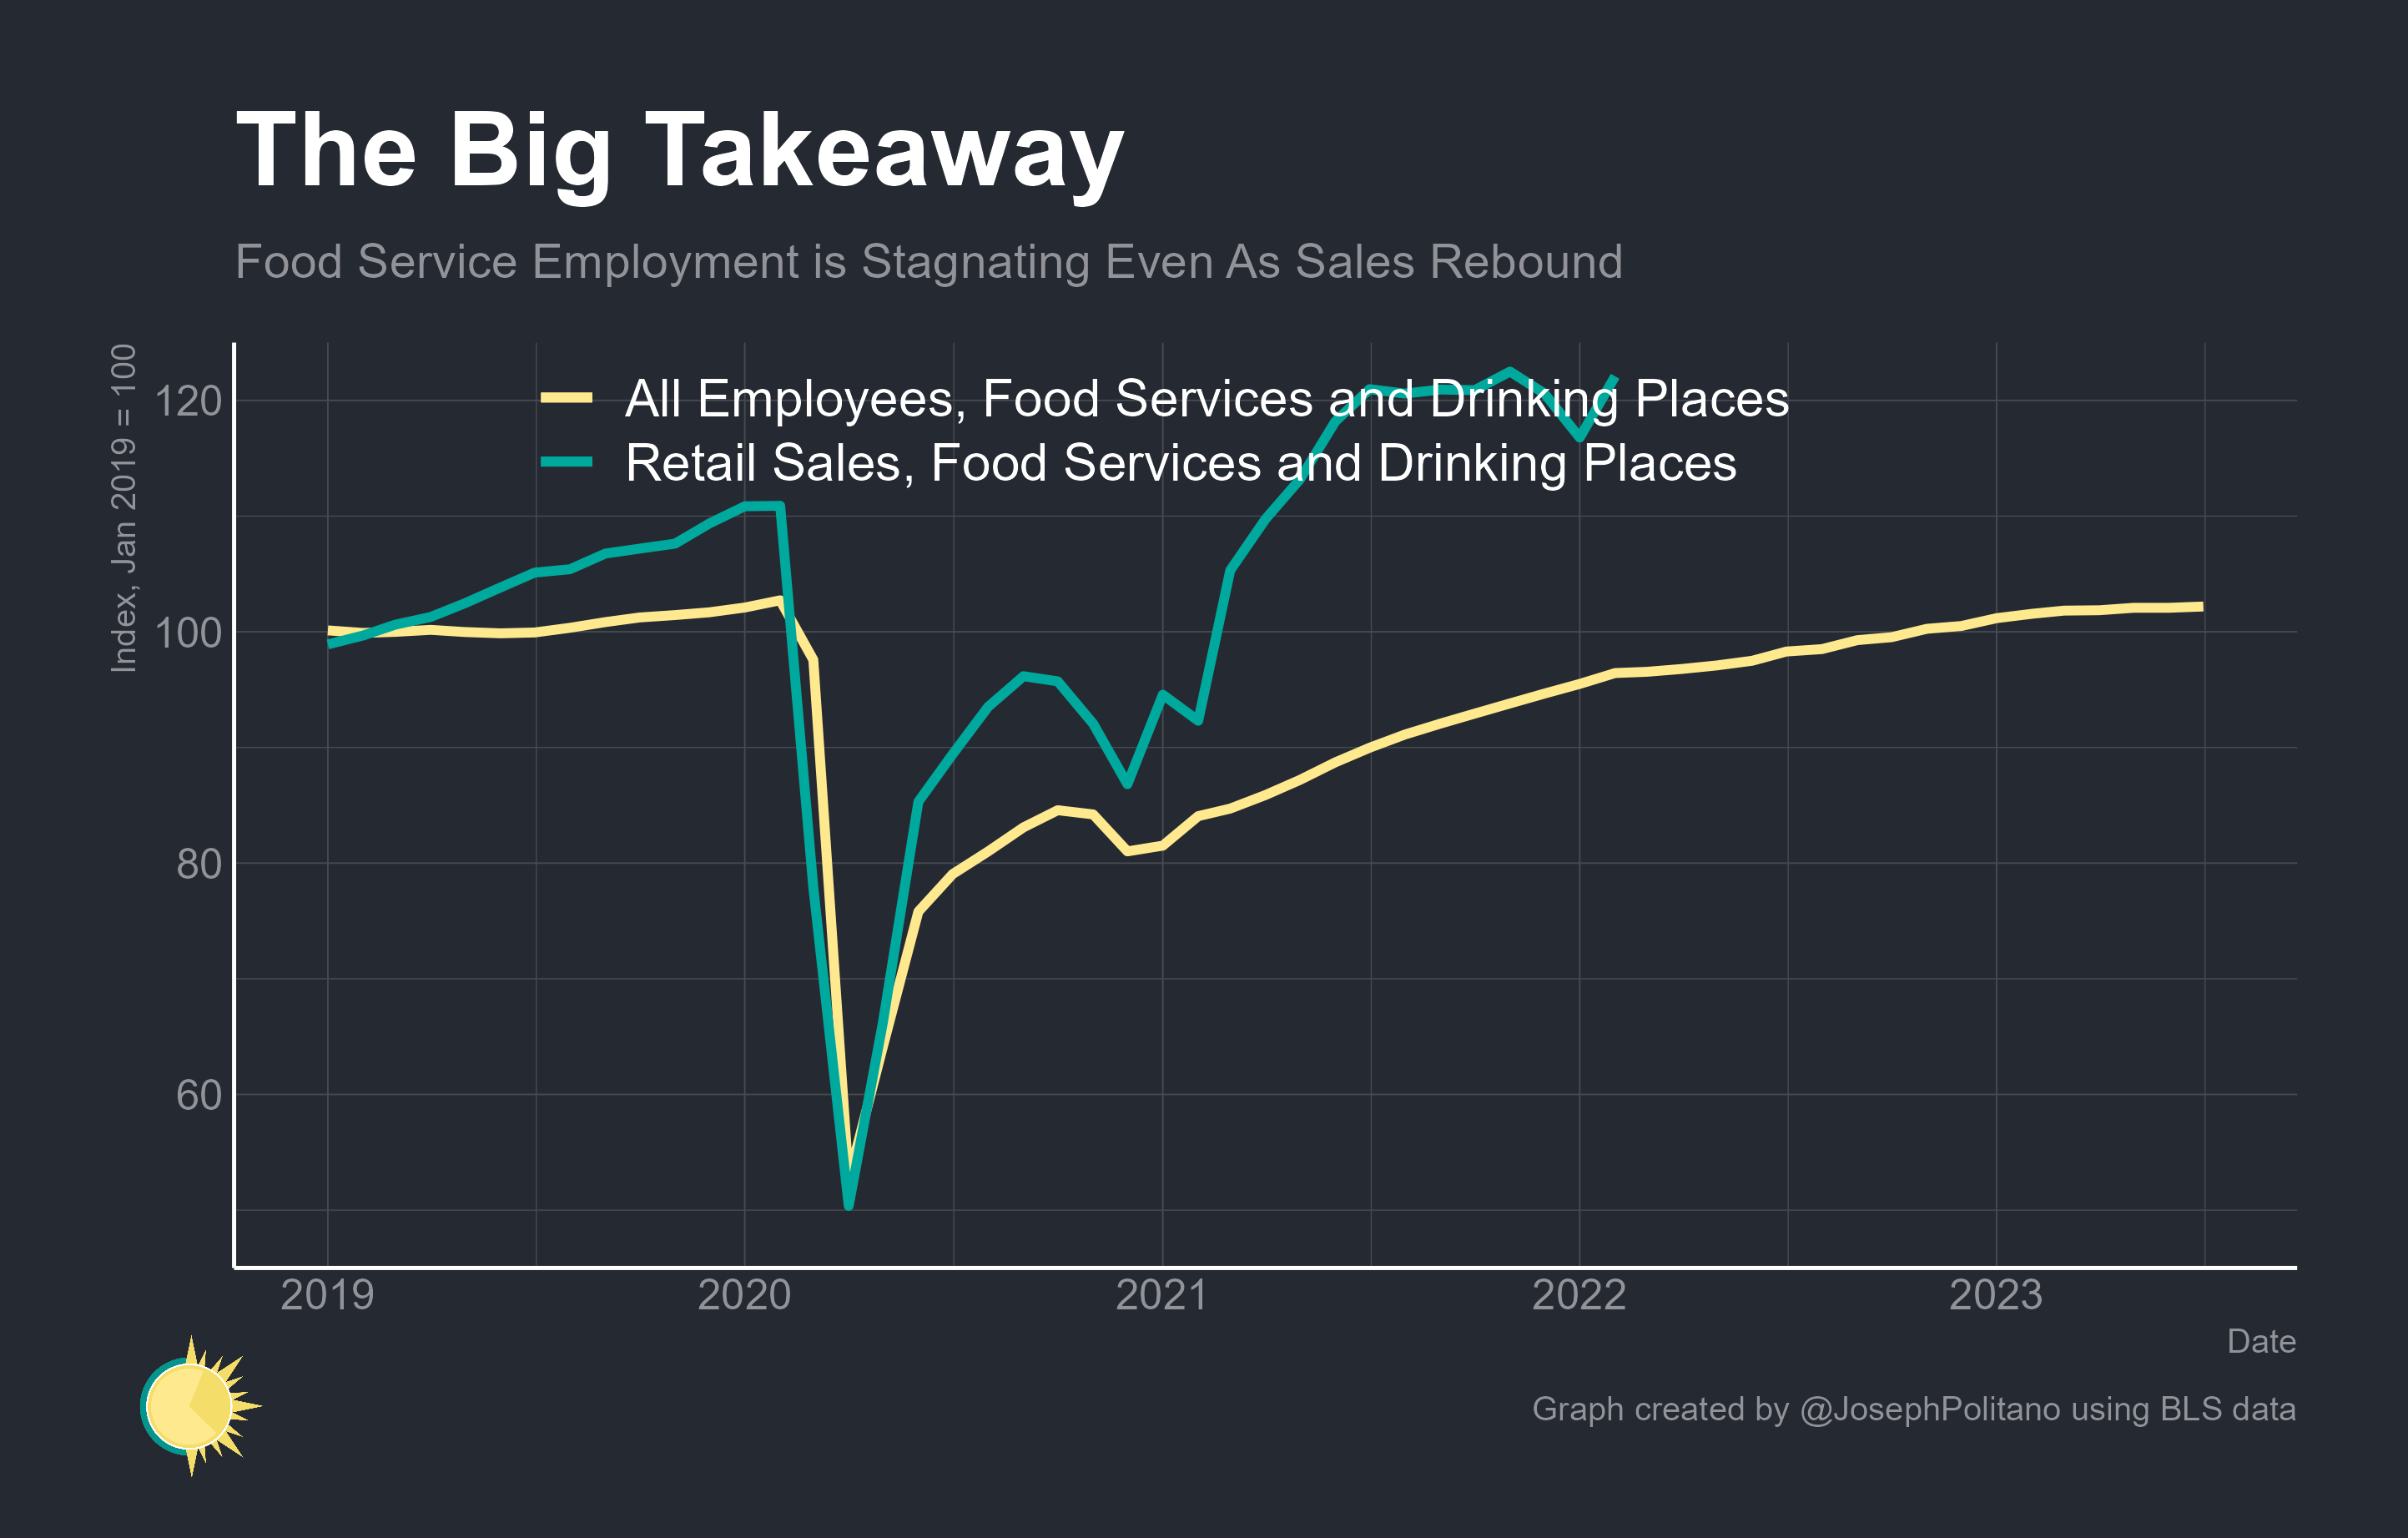 The Big Takeaway
Food Service Employment is Stagnating Even As Sales Rebound
Index, Jan 2019 = 100
120
100
80
60
All Employees, Food Services and Drinking Places
Retail Sales, Food Services and Drinking Places
2019
2020
2021
2022
2023
Date
Graph created by @JosephPolitano using BLS data